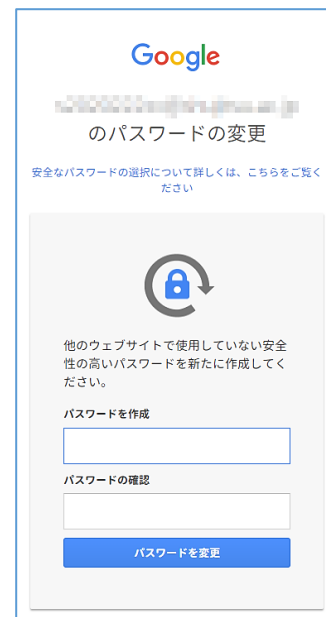 Google
のパスワードの変更
安全なパスワードの選択について詳しくは、こちらをご覧く
ださい
他のウェブサイトで使用していない安全
性の高いパスワードを新たに作成してく
ださい。
パスワードを作成
パスワードの確認
パスワードを変更